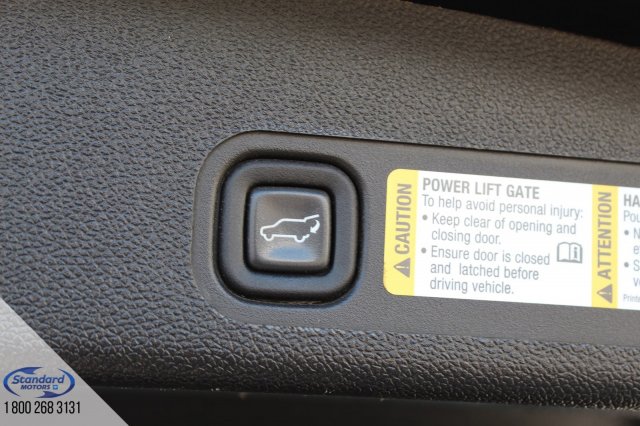 POWER LIFT GATE
To help avoid personal injury:
• Keep clear of opening and
closing door.
• Ensure door is closed
and latched before
driving vehicle.
CAUTION
ATTENTION
HA
Standard
MOTORS
1 800 268 3131